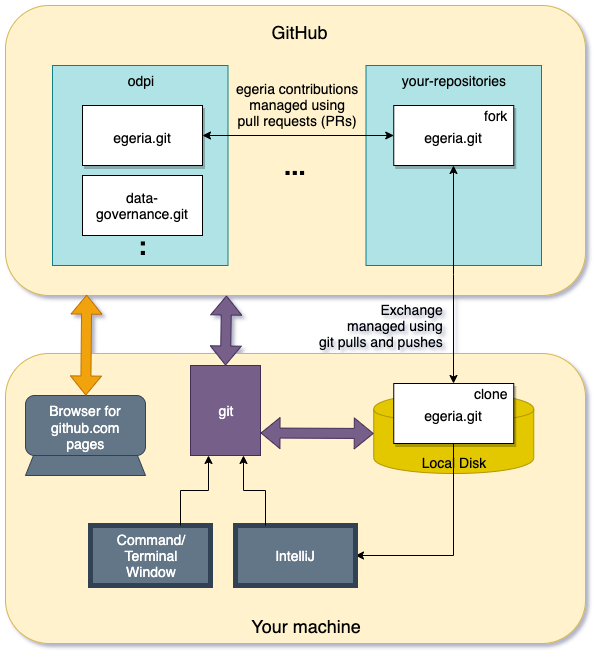 GitHub
odpi
egeria.git
data-
governance.git
:
egeria contributions
managed using
pull requests (PRs)
...
your-repositories
fork
egeria.git
Exchange
managed using
git pulls and pushes
Browser for
github.com
pages
git
clone
egeria.git
Local Disk
Command/
Terminal
Window
IntelliJ
Your machine